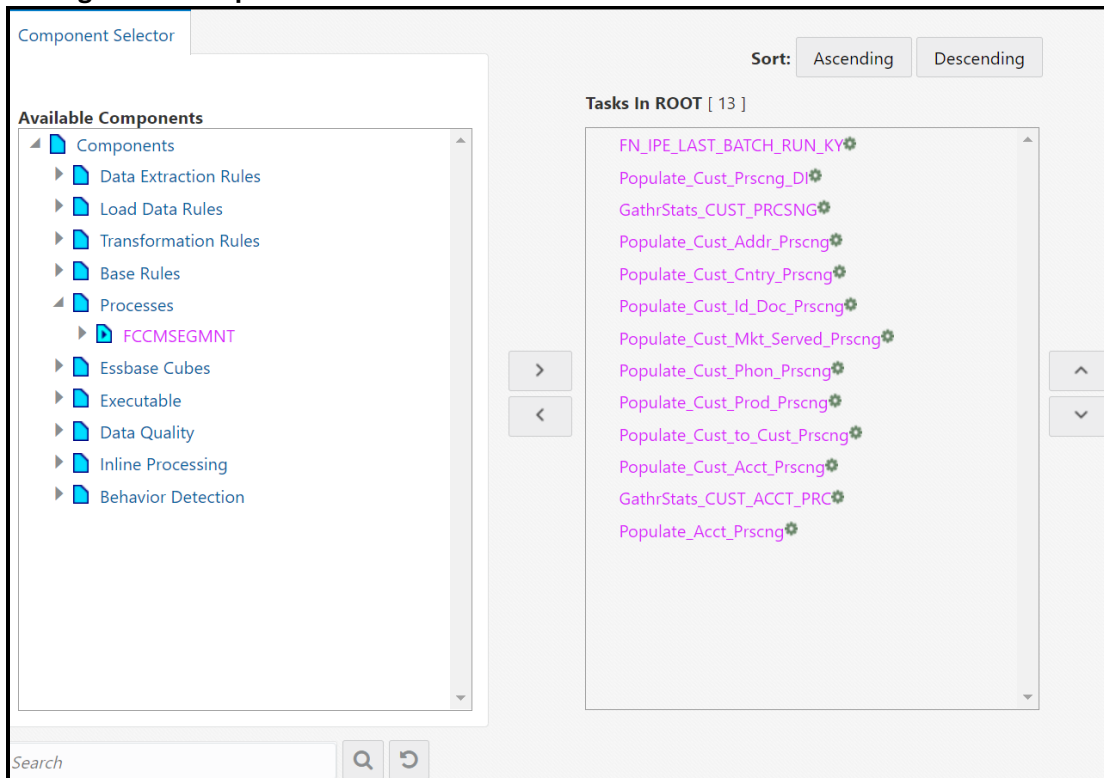 Component Selector
Sort: Ascending Descending
Available Components
Tasks In ROOT [ 13 ]
Components
Data Extraction Rules
Load Data Rules
Transformation Rules
Base Rules
Processes
FCCMSEGMNT
Essbase Cubes
Executable
Data Quality
Inline Processing
Behavior Detection
FN_IPE_LAST_BATCH_RUN_KY
Populate_Cust_Prscng_DI
GathrStats_CUST_PRCSNG
Populate_Cust_Addr_Prscng
Populate_Cust_Cntry_Prscng
Populate_Cust_Id_Doc_Prscng
Populate_Cust_Mkt_Served_Prscng
Populate_Cust_Phon_Prscng
Populate_Cust_Prod_Prscng
Populate_Cust_to_Cust_Prscng
Populate_Cust_Acct_Prscng
GathrStats_CUST_ACCT_PRC
Populate_Acct_Prscng
Search